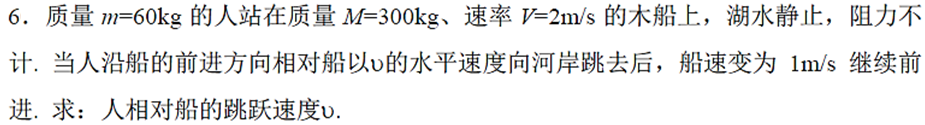 6．质量 m=60kg 的人站在质量 M=300kg、速率 V=2m/s 的木船上，湖水静止，阻力不
计. 当人沿船的前进方向相对船以υ的水平速度向河岸跳去后，船速变为 1m/s 继续前
进. 求：人相对船的跳跃速度υ.